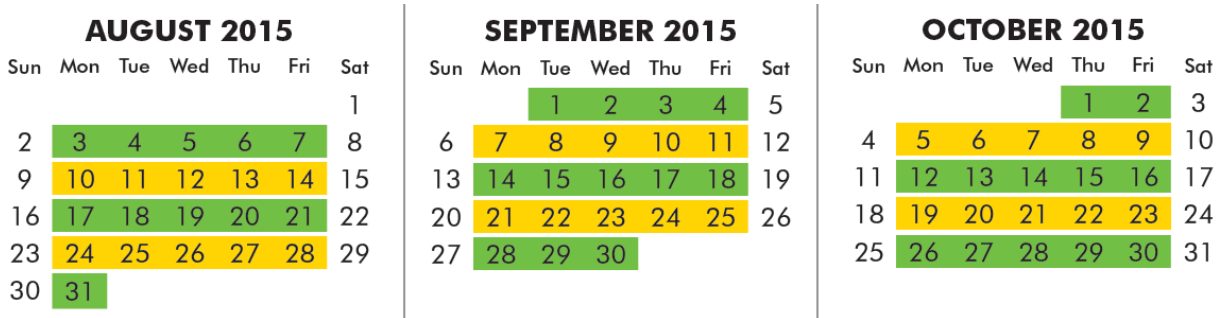 AUGUST 2015
Sun Mon Tue Wed Thu Fri Sat
1
2 3 4 5 6 7 8
9 10 11 12 13 14 15
16 17 18 19 20 21 22
23 24 25 26 27 28 29
30 31
SEPTEMBER 2015
Sun Mon Tue Wed Thu Fri Sat
1 2 3 4 5
6 7 8 9 10 11 12
13 14 15 16 17 18 19
20 21 22 23 24 25 26
27 28 29 30
OCTOBER 2015
Sun Mon Tue Wed Thu Fri Sat
1 2 3
4 5 6 7 8 9 10
11 12 13 14 15 16 17
18 19 20 21 22 23 24
25 26 27 28 29 30 31